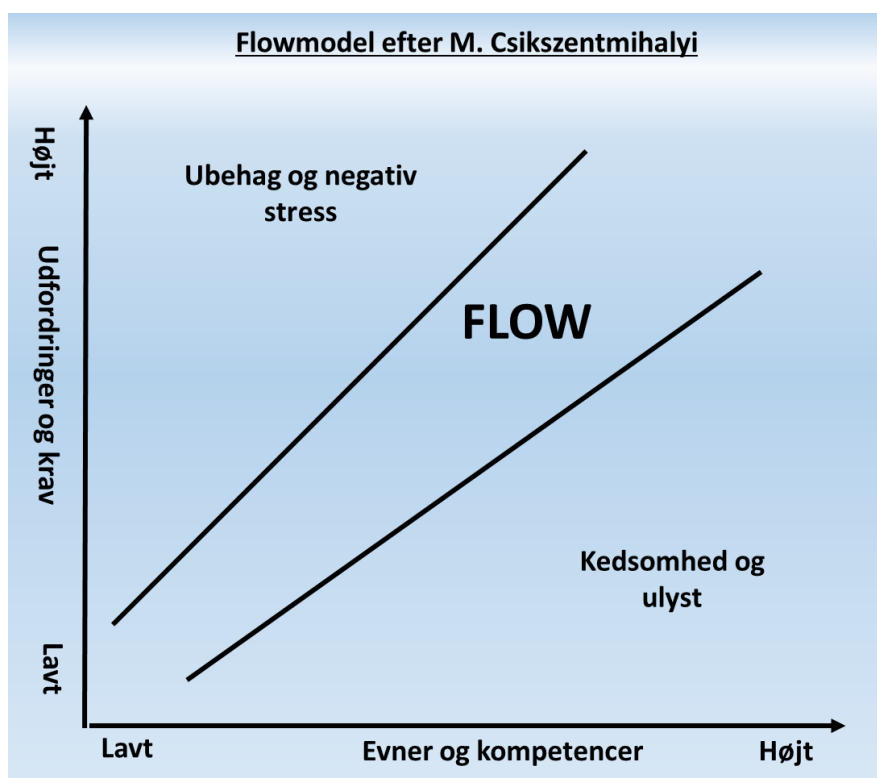 Flowmodel efter M. Csikszentmihalyi
Højt
Ubehag og negativ
stress
Udfordringer og krav
FLOW
Kedsomhed og
ulyst
Lavt
Lavt
Evner og kompetencer
Højt